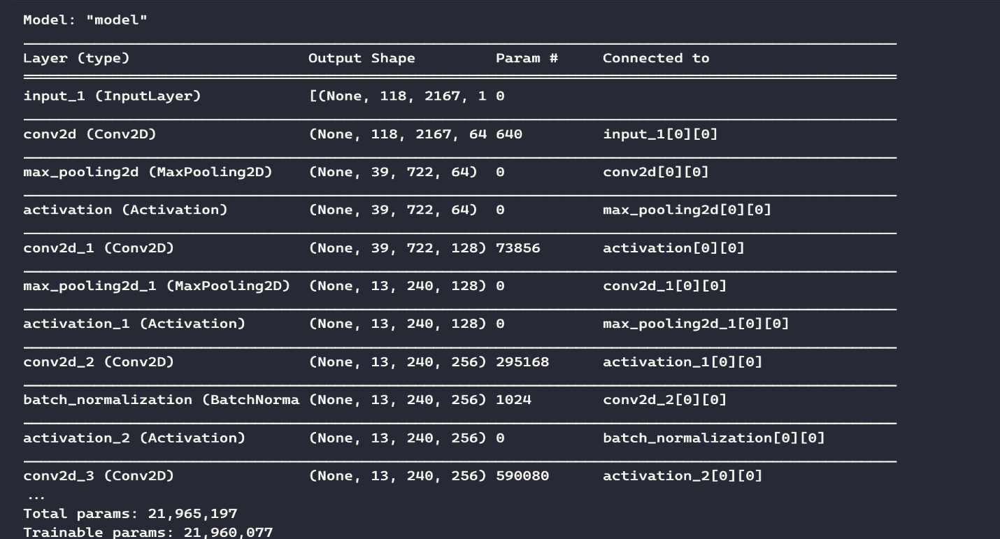 Model: "model"
Layer (type) Output Shape Param # Connected to
input_1 (InputLayer) [(None, 118, 2167, 1 0
conv2d (Conv2D) (None, 118, 2167, 64 640 input_1[0][0]
max_pooling2d (MaxPooling2D) (None, 39, 722, 64) 0 conv2d[0][0]
activation (Activation) (None, 39, 722, 64) 0 max_pooling2d[0][0]
conv2d_1 (Conv2D) (None, 39, 722, 128) 73856 activation[0][0]
max_pooling2d_1 (MaxPooling2D) (None, 13, 240, 128) 0 conv2d_1[0][0]
activation_1 (Activation) (None, 13, 240, 128) 0 max_pooling2d_1[0][0]
conv2d_2 (Conv2D) (None, 13, 240, 256) 295168 activation_1[0][0]
batch_normalization (BatchNorma (None, 13, 240, 256) 1024 conv2d_2[0][0]
activation_2 (Activation) (None, 13, 240, 256) 0 batch_normalization[0][0]
conv2d_3 (Conv2D) (None, 13, 240, 256) 590080 activation_2[0][0]
...
Total params: 21,965,197
Trainable params: 21,960,077